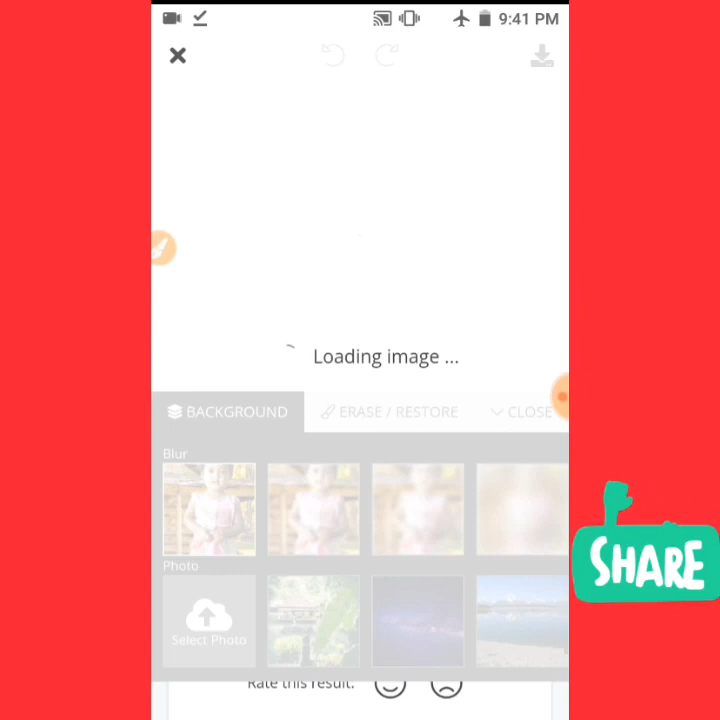 9:41 PM
Loading image ...
BACKGROUND ERASE / RESTORE CLOSE
Blur
Photo
Select Photo
SHARE
Rate this result: